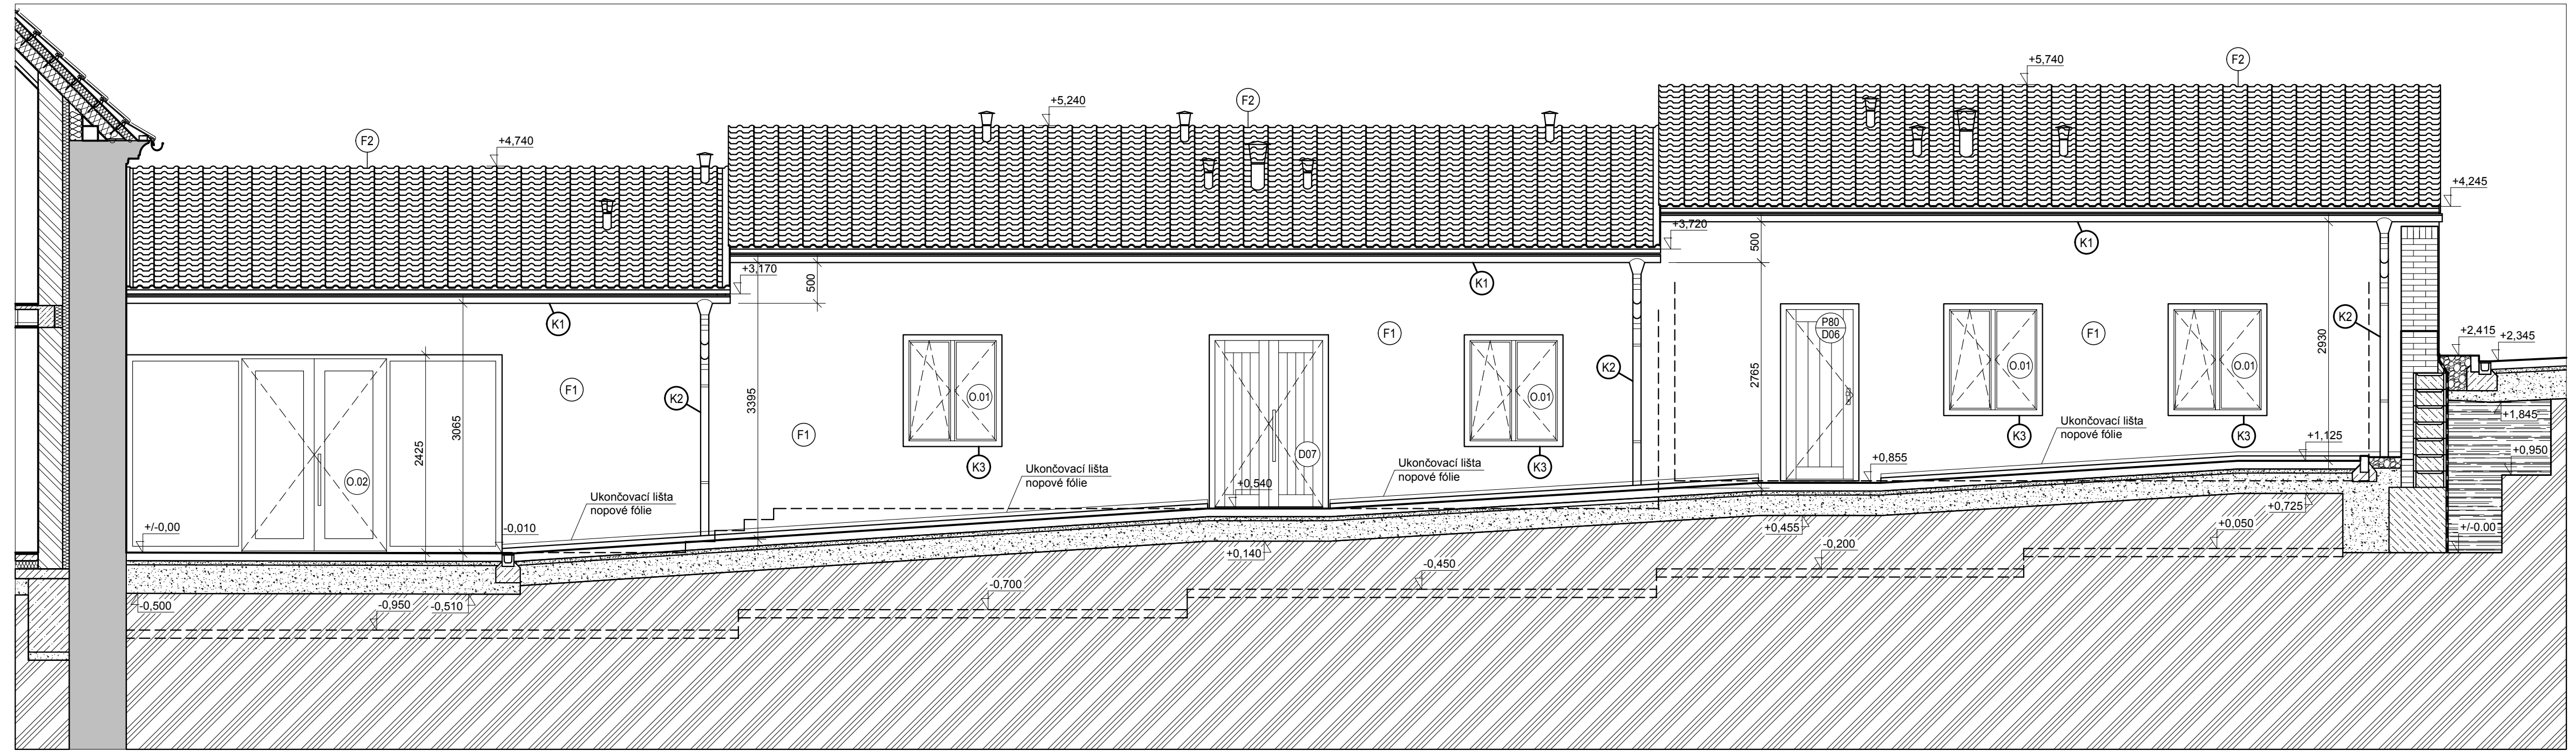 +5,740
F2
+5,240
F2
F2
+4,740
+4,245
+3,720
K1
500
+3,170
500
K1
K1
K2
P80
D06
F1
F1
+2,415
+2,345
2930
O.01
O.01
K2
2765
F1
K2
O.01
O.01
3395
3065
2425
+1,845
K3
K3
Ukončovací lišta
nopové fólie
F1
+1,125
+0,950
D07
K3
K3
+0,855
Ukončovací lišta
nopové fólie
Ukončovací lišta
nopové fólie
O.02
+0,540
Ukončovací lišta
nopové fólie
+0,725
+/-0,00
-0,010
+0,455
+0,050
+/-0.00
+0,140
-0,200
-0,450
-0,700
-0,500
-0,950
-0,510